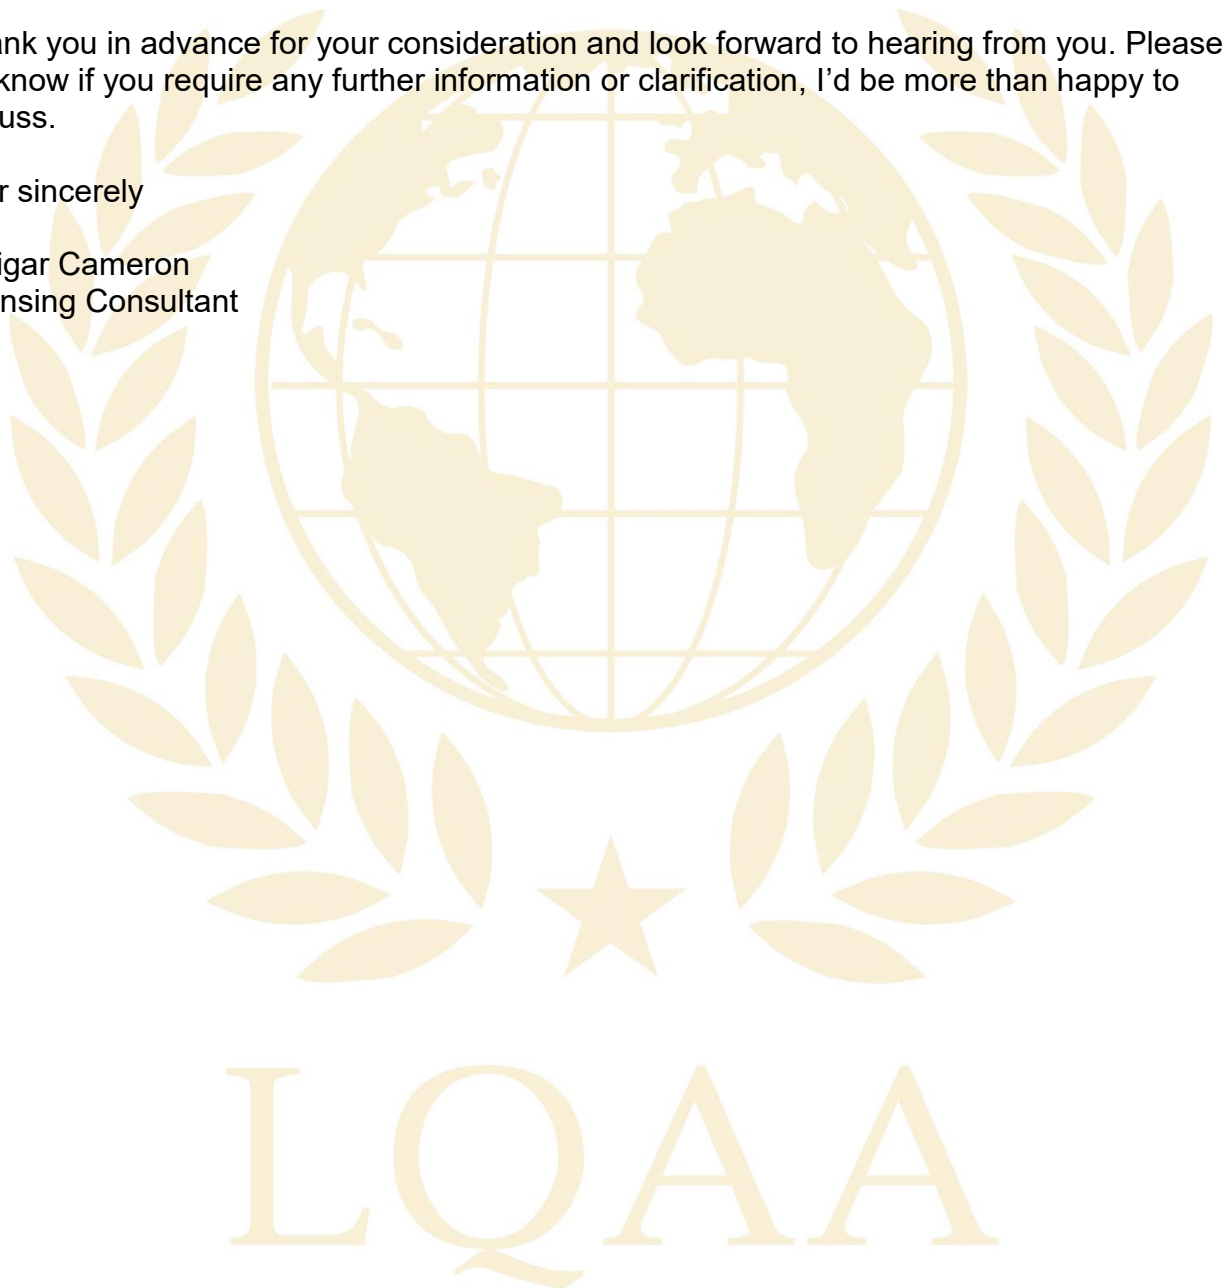 ank you in advance for your consideration and look forward to hearing from you. Please
know if you require any further information or clarification, I’d be more than happy to
uss.
r sincerely
igar Cameron
nsing Consultant
LQAA